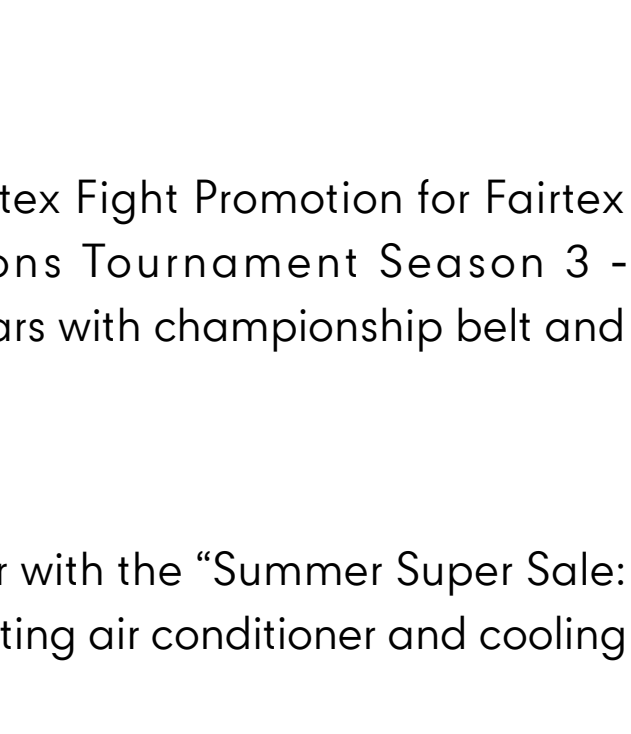 tex Fight Promotion for Fairtex
ons Tournament Season 3 -
ars with championship belt and
r with the “Summer Super Sale:
ting air conditioner and cooling